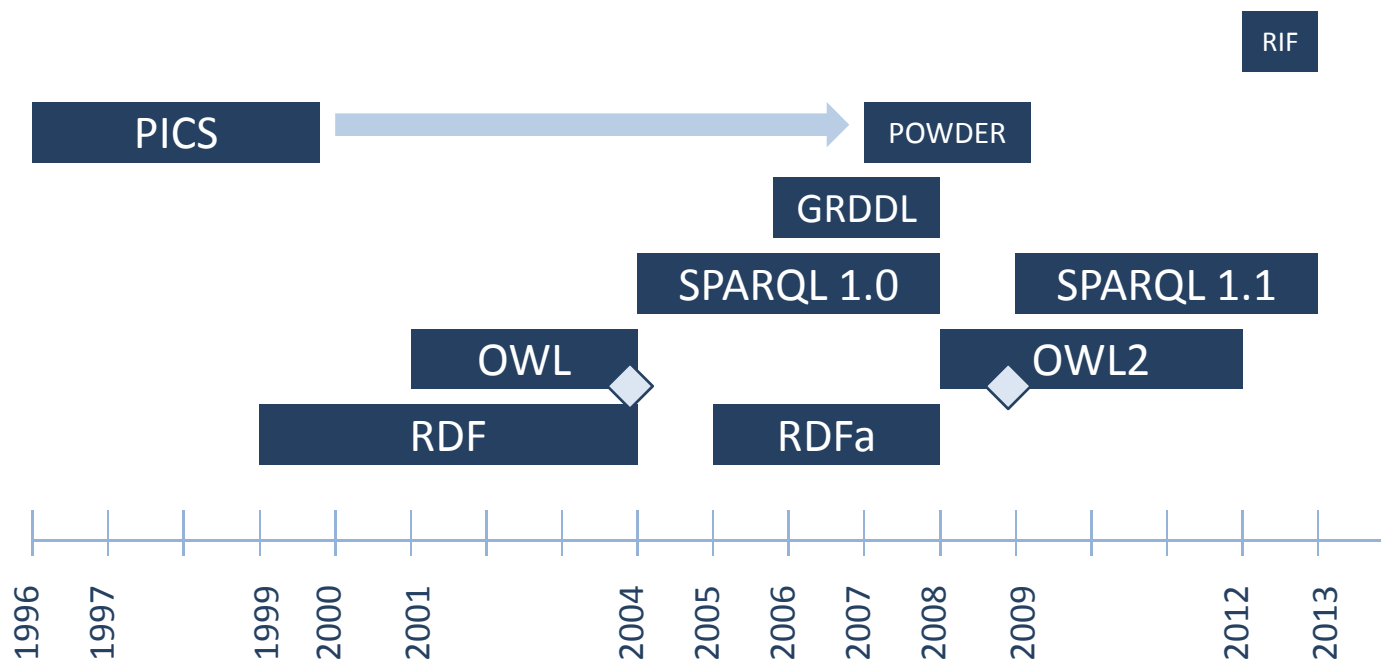 RIF
PICS
POWDER
GRDDL
SPARQL 1.0
SPARQL 1.1
OWL
OWL2
RDF
RDFa
1996
1997
1999
2000
2001
2004
2005
2006
2007
2008
2009
2012
2013